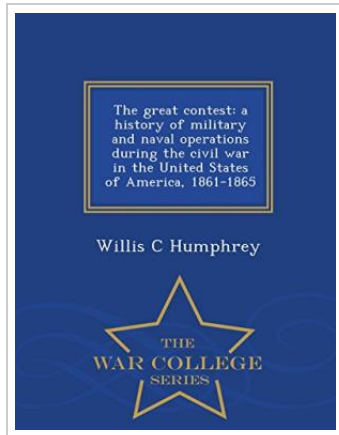 The great contest: a
history of military
and naval operations
during the civil war
in the United States
of America, 1861-1865
Willis C Humphrey
THE
WAR COLLEGE
SERIES